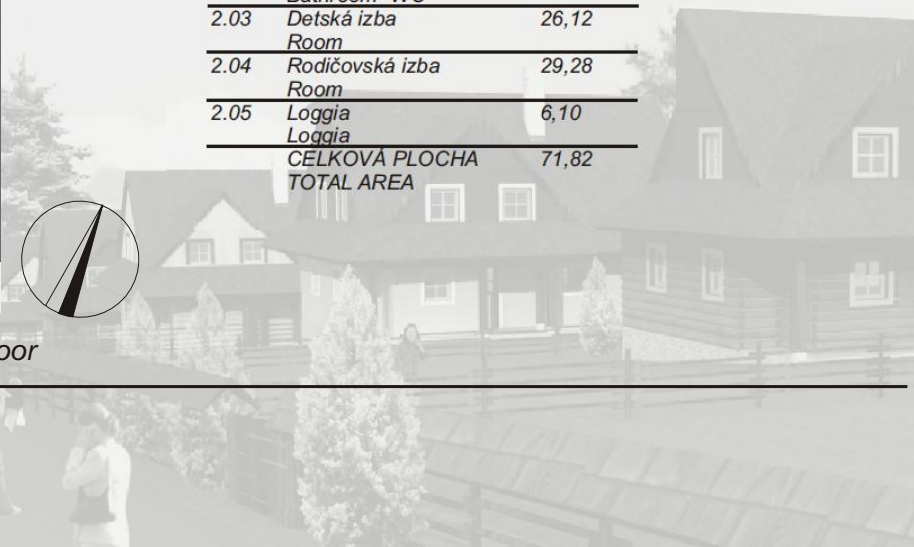 2.03 Detská izba 26,12
Room
2.04 Rodičovská izba 29,28
Room
2.05 Loggia 6,10
Loggia
CELKOVÁ PLOCHA 71,82
TOTAL AREA
oor